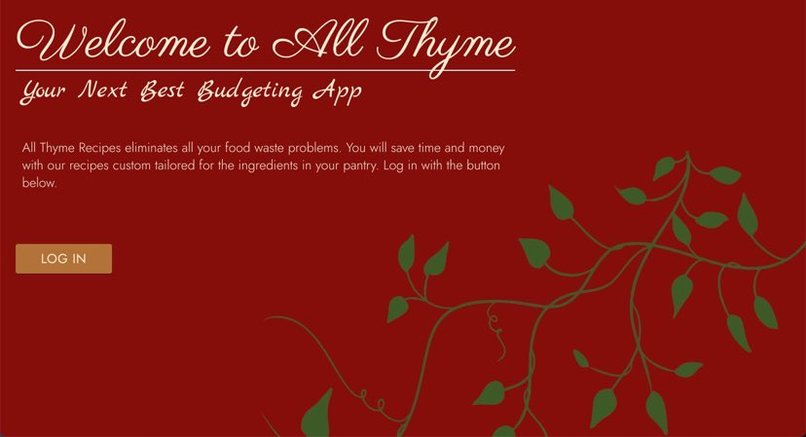 Welcome to All Thyme
Your Next Best Budgeting App
All Thyme Recipes eliminates all your food waste problems. You will save time and money
with our recipes custom tailored for the ingredients in your pantry. Log in with the button
below.
LOG IN